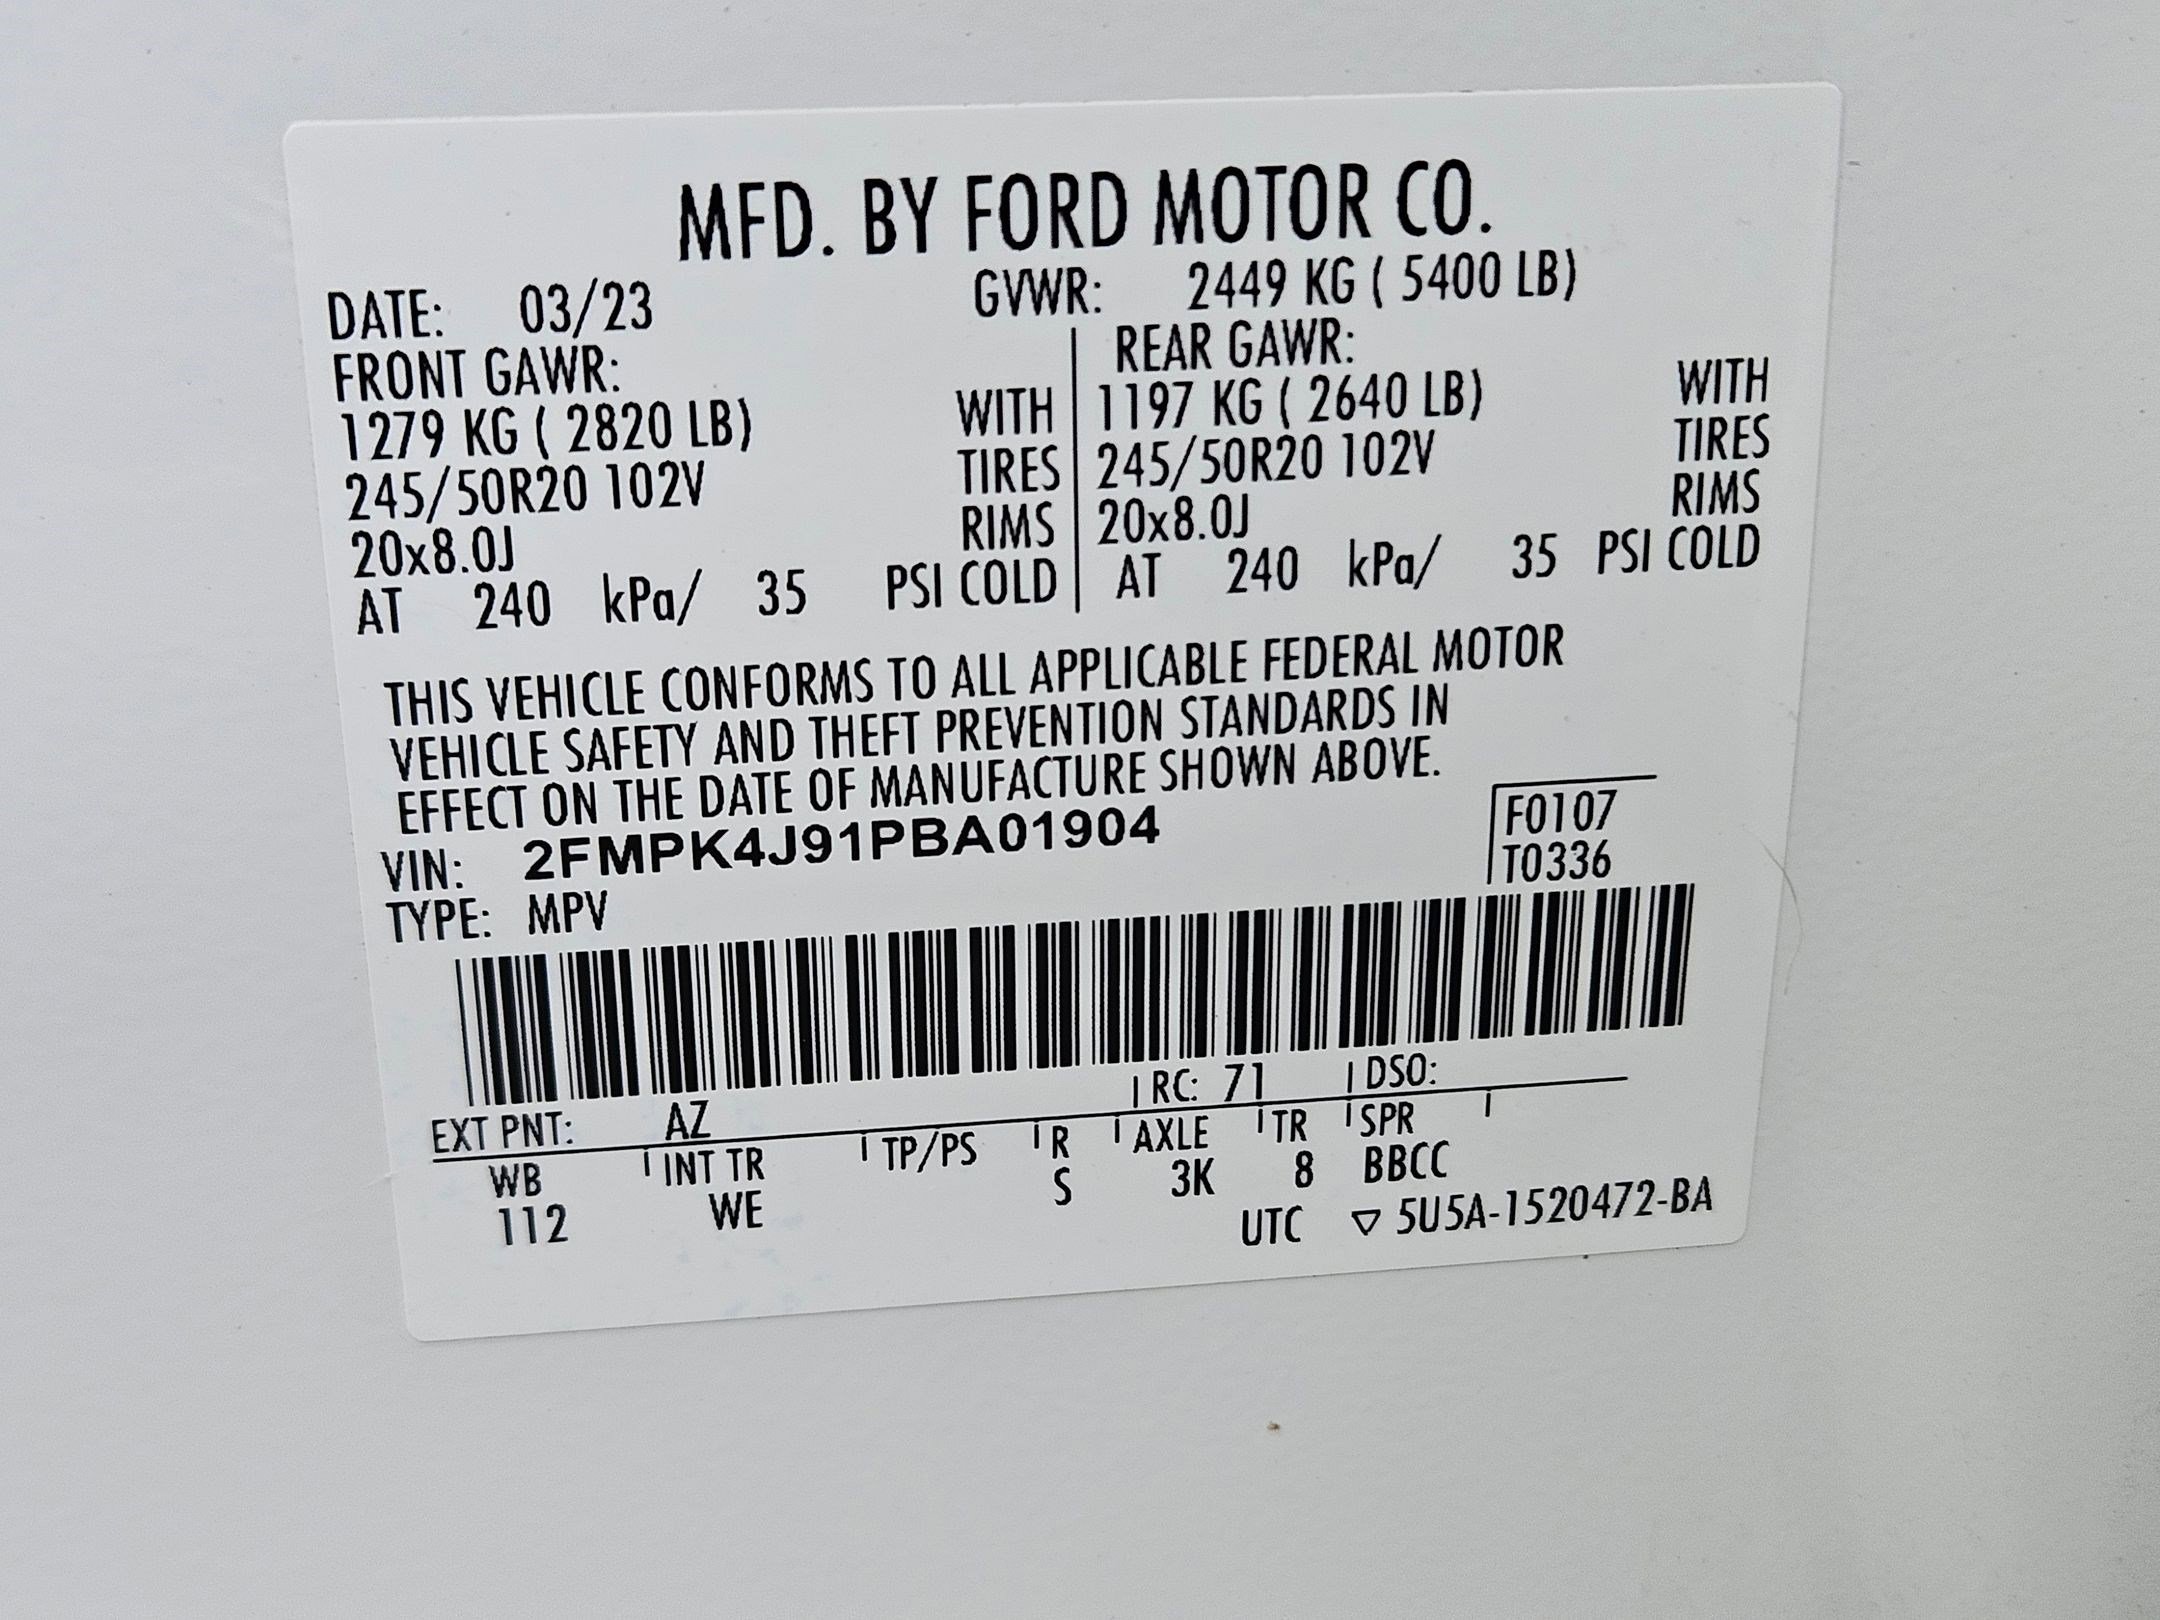 MFD. BY FORD MOTOR CO.
DATE: 03/23 GVWR: 2449 KG ( 5400 LB)
FRONT GAWR: REAR GAWR:
1279 KG ( 2820 LB) WITH 1197 KG ( 2640 LB) WITH
245/50R20 102V TIRES 245/50R20 102V TIRES
20x8.0J RIMS 20x8.0J RIMS
AT 240 kPa/ 35 PSI COLD AT 240 kPa/ 35 PSI COLD
THIS VEHICLE CONFORMS TO ALL APPLICABLE FEDERAL MOTOR
VEHICLE SAFETY AND THEFT PREVENTION STANDARDS IN
EFFECT ON THE DATE OF MANUFACTURE SHOWN ABOVE.
VIN: 2FMPK4J91PBA01904 F0107
TYPE: MPV T0336
EXT PNT: AZ RC: 71 DSO:
WB INT TR TP/PS R AXLE TR SPR
112 WE S 3K 8 BBCC
UTC ▽ 5U5A-1520472-BA